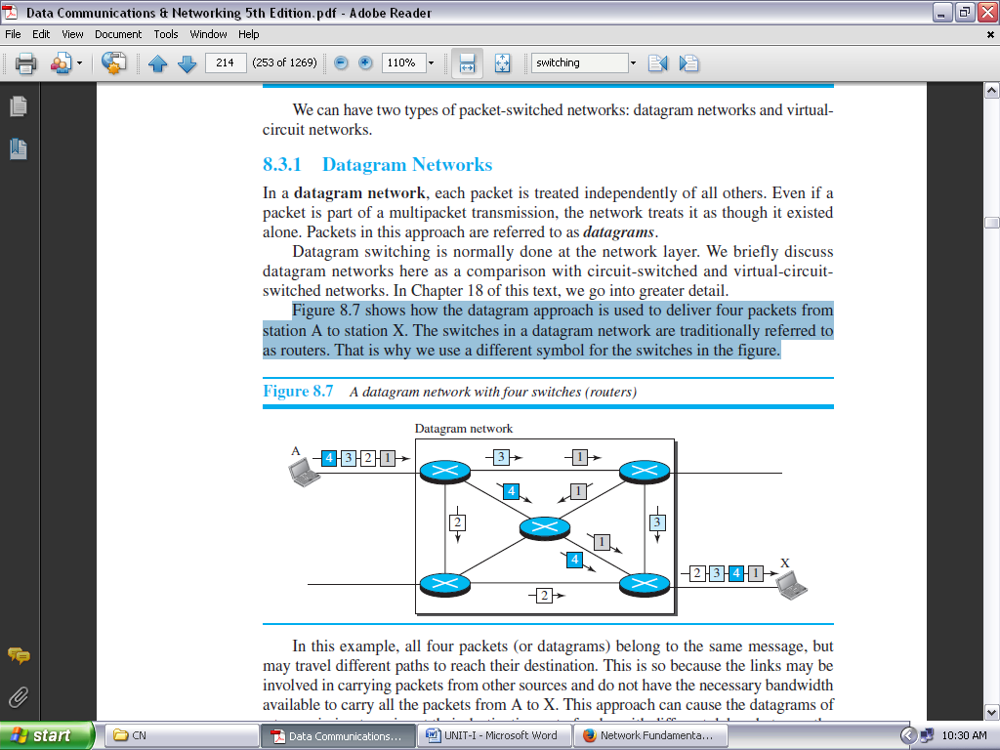 Data Communications & Networking 5th Edition.pdf - Adobe Reader
File Edit View Document Tools Window Help
214 (253 of 1269) 110% switching
We can have two types of packet-switched networks: datagram networks and virtual-
circuit networks.
8.3.1 Datagram Networks
In a datagram network, each packet is treated independently of all others. Even if a
packet is part of a multipacket transmission, the network treats it as though it existed
alone. Packets in this approach are referred to as datagrams.
Datagram switching is normally done at the network layer. We briefly discuss
datagram networks here as a comparison with circuit-switched and virtual-circuit-
switched networks. In Chapter 18 of this text, we go into greater detail.
Figure 8.7 shows how the datagram approach is used to deliver four packets from
station A to station X. The switches in a datagram network are traditionally referred to
as routers. That is why we use a different symbol for the switches in the figure.
Figure 8.7 A datagram network with four switches (routers)
Datagram network
A
4 3 2 1
3 1
4 1
2 3
1
4
X
2 3 4 1
2
In this example, all four packets (or datagrams) belong to the same message, but
may travel different paths to reach their destination. This is so because the links may be
involved in carrying packets from other sources and do not have the necessary bandwidth
available to carry all the packets from A to X. This approach can cause the datagrams of
start CN Data Communications... UNIT-I - Microsoft Word Network Fundamenta... 10:30 AM